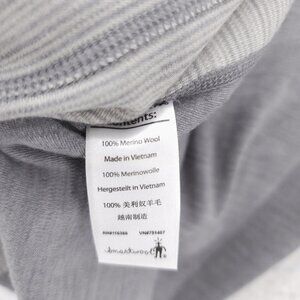 Contents:
100% Merino Wool
Made in Vietnam
100% Merinowolle
Hergestellt in Vietnam
100% 美利奴羊毛
越南制造
smartwool